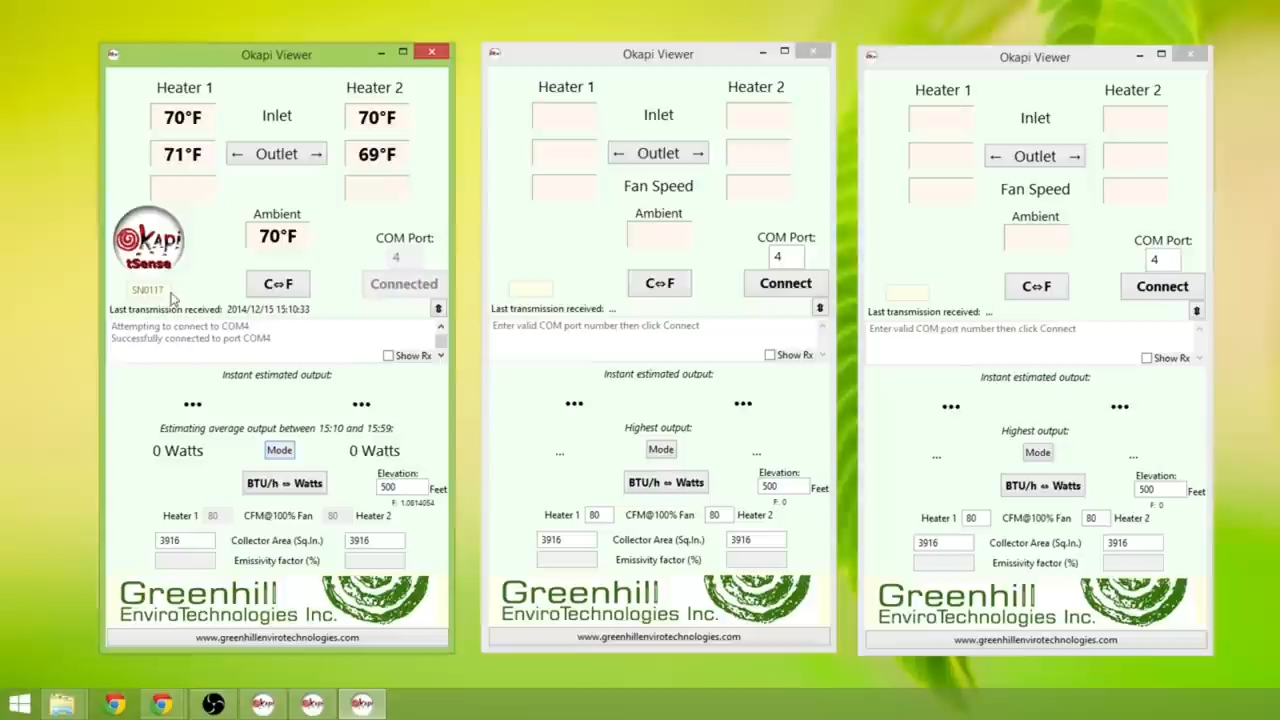 Okapi Viewer
Heater 1 Heater 2
70°F Inlet 70°F
71°F ← Outlet → 69°F
Ambient
70°F
Okapi
tSense
SN011T
COM Port:
4
C⇔F Connected
Last transmission received: 2014/12/15 15:10:33
Attempting to connect to COM4
Successfully connected to port COM4
Show Rx
Instant estimated output:
... ...
Estimating average output between 15:10 and 15:59:
0 Watts Mode 0 Watts
BTU/h ⇔ Watts
Elevation:
500 Feet
F: 1.0814054
Heater 1 80 CFM@100% Fan 80 Heater 2
3916 Collector Area (Sq.In.) 3916
Emissivity factor (%)
Greenhill
EnviroTechnologies Inc.
www.greenhillenvirotechnologies.com
Okapi Viewer
Heater 1 Heater 2
Inlet
← Outlet →
Fan Speed
Ambient
COM Port:
4
C⇔F Connect
Last transmission received: ...
Enter valid COM port number then click Connect
Show Rx
Instant estimated output:
... ...
Highest output:
... Mode ...
BTU/h ⇔ Watts
Elevation:
500 Feet
F: 0
Heater 1 80 CFM@100% Fan 80 Heater 2
3916 Collector Area (Sq.In.) 3916
Emissivity factor (%)
Greenhill
EnviroTechnologies Inc.
www.greenhillenvirotechnologies.com
Okapi Viewer
Heater 1 Heater 2
Inlet
← Outlet →
Fan Speed
Ambient
COM Port:
4
C⇔F Connect
Last transmission received: ...
Enter valid COM port number then click Connect
Show Rx
Instant estimated output:
... ...
Highest output:
... Mode ...
BTU/h ⇔ Watts
Elevation:
500 Feet
F: 0
Heater 1 80 CFM@100% Fan 80 Heater 2
3916 Collector Area (Sq.In.) 3916
Emissivity factor (%)
Greenhill
EnviroTechnologies Inc.
www.greenhillenvirotechnologies.com
Okapi Okapi Okapi